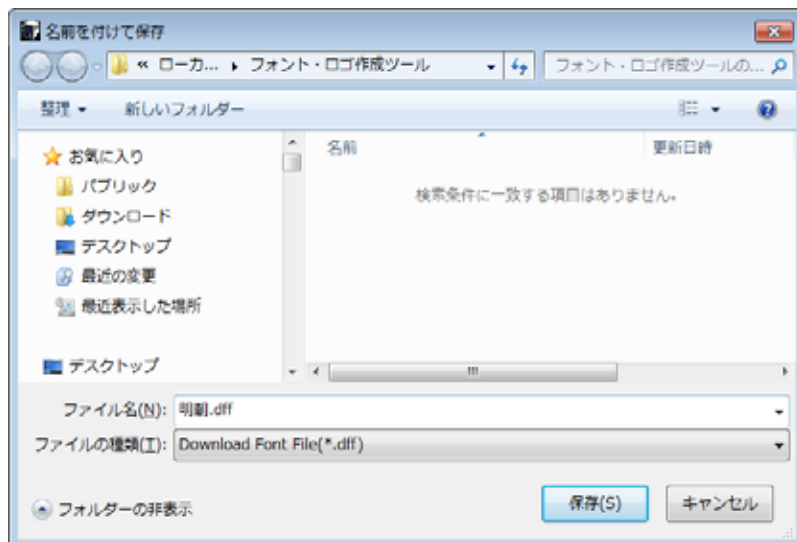 名前を付けて保存
« ローカ... ▸ フォント・ロゴ作成ツール
フォント・ロゴ作成ツールの...
整理 ▼ 新しいフォルダー
お気に入り
パブリック
ダウンロード
デスクトップ
最近の変更
最近表示した場所
デスクトップ
名前 更新日時
検索条件に一致する項目はありません。
ファイル名(N): 明朝.dff
ファイルの種類(T): Download Font File(*.dff)
フォルダーの非表示
保存(S) キャンセル